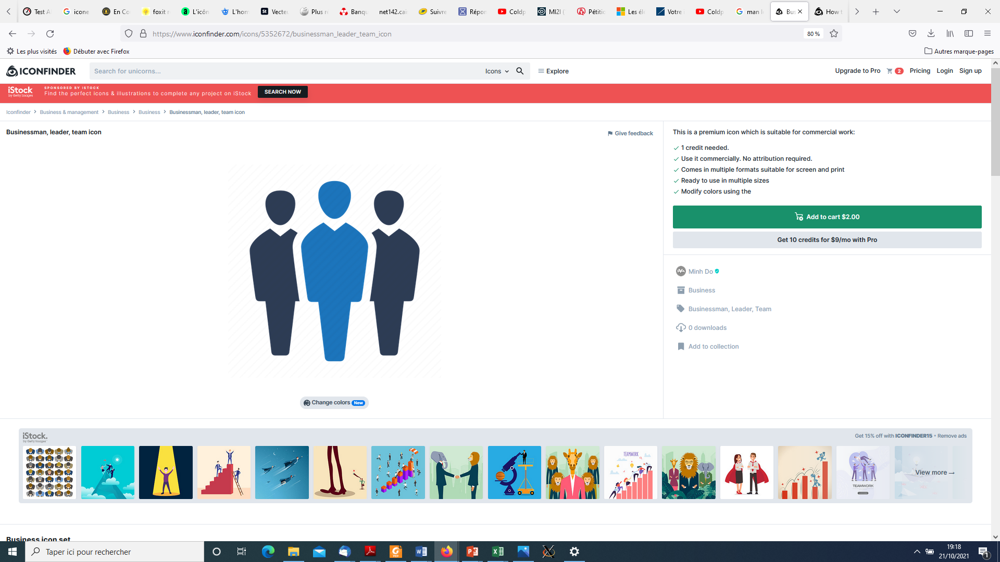 Test A
icone
En Co
foxit r
L'icôn
L'hom
Vecteu
Plus re
Banqu
net142.cai
Suivre
Répon
Coldp
MI2I (
Pétitio
Les éle
Votre
Coldp
man le
Bus
How t
https://www.iconfinder.com/icons/5352672/businessman_leader_team_icon
80 %
Les plus visités
Débuter avec Firefox
Autres marque-pages
ICONFINDER
Search for unicorns...
Icons
Explore
Upgrade to Pro
2
Pricing
Login
Sign up
iStock
by Getty Images
SPONSORED BY ISTOCK
Find the perfect icons & illustrations to complete any project on iStock
SEARCH NOW
Iconfinder > Business & management > Business > Business > Businessman, leader, team icon
Businessman, leader, team icon
Give feedback
This is a premium icon which is suitable for commercial work:
1 credit needed.
Use it commercially. No attribution required.
Comes in multiple formats suitable for screen and print
Ready to use in multiple sizes
Modify colors using the
Add to cart $2.00
Get 10 credits for $9/mo with Pro
Minh Do
Business
Businessman, Leader, Team
0 downloads
Add to collection
Change colors New
iStock.
by Getty Images
Get 15% off with ICONFINDER15 • Remove ads
TEAMWORK
TEAMWORK
View more →
Business icon set
Taper ici pour rechercher
19:18
21/10/2021
1